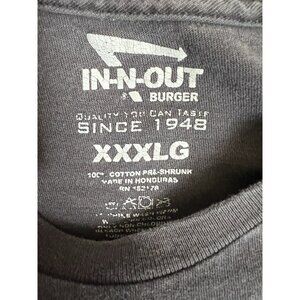 IN-N-OUT
BURGER
QUALITY YOU CAN TASTE
SINCE 1948
XXXLG
100% COTTON PRE-SHRUNK
MADE IN HONDURAS